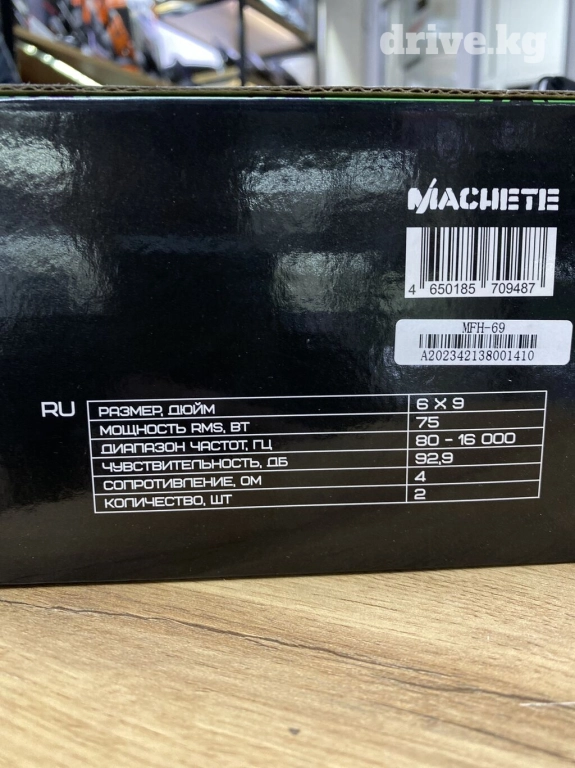 drive.kg
MACHETE
4 650185 709487
MFH-69
A202342138001410
RU
РАЗМЕР, ДЮЙМ 6 X 9
МОЩНОСТЬ RMS, ВТ 75
ДИАПАЗОН ЧАСТОТ, ГЦ 80 - 16 000
ЧУВСТВИТЕЛЬНОСТЬ, ДБ 92,9
СОПРОТИВЛЕНИЕ, ОМ 4
КОЛИЧЕСТВО, ШТ 2